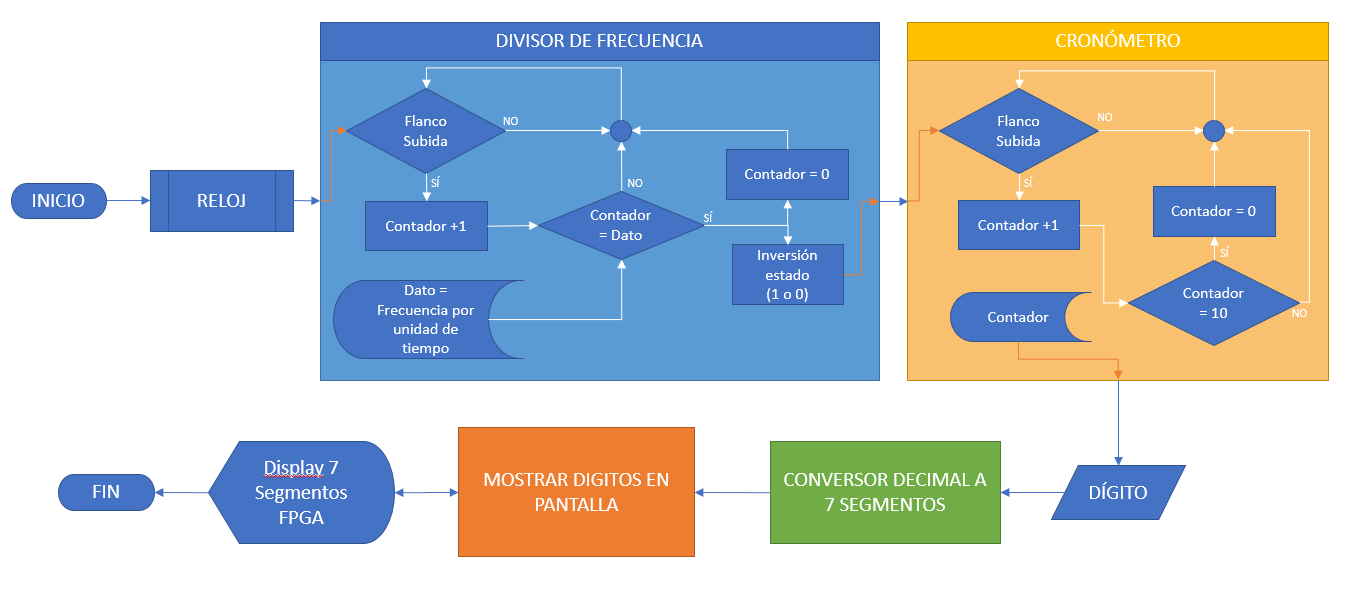 INICIO
RELOJ
DIVISOR DE FRECUENCIA
Flanco
Subida
NO
SÍ
Contador +1
Contador
= Dato
NO
SÍ
Contador = 0
Inversión
estado
(1 o 0)
Dato =
Frecuencia por
unidad de
tiempo
CRONÓMETRO
Flanco
Subida
NO
SÍ
Contador +1
Contador = 0
SÍ
Contador
= 10
NO
Contador
DÍGITO
CONVERSOR DECIMAL A
7 SEGMENTOS
MOSTRAR DIGITOS EN
PANTALLA
Display 7
Segmentos
FPGA
FIN